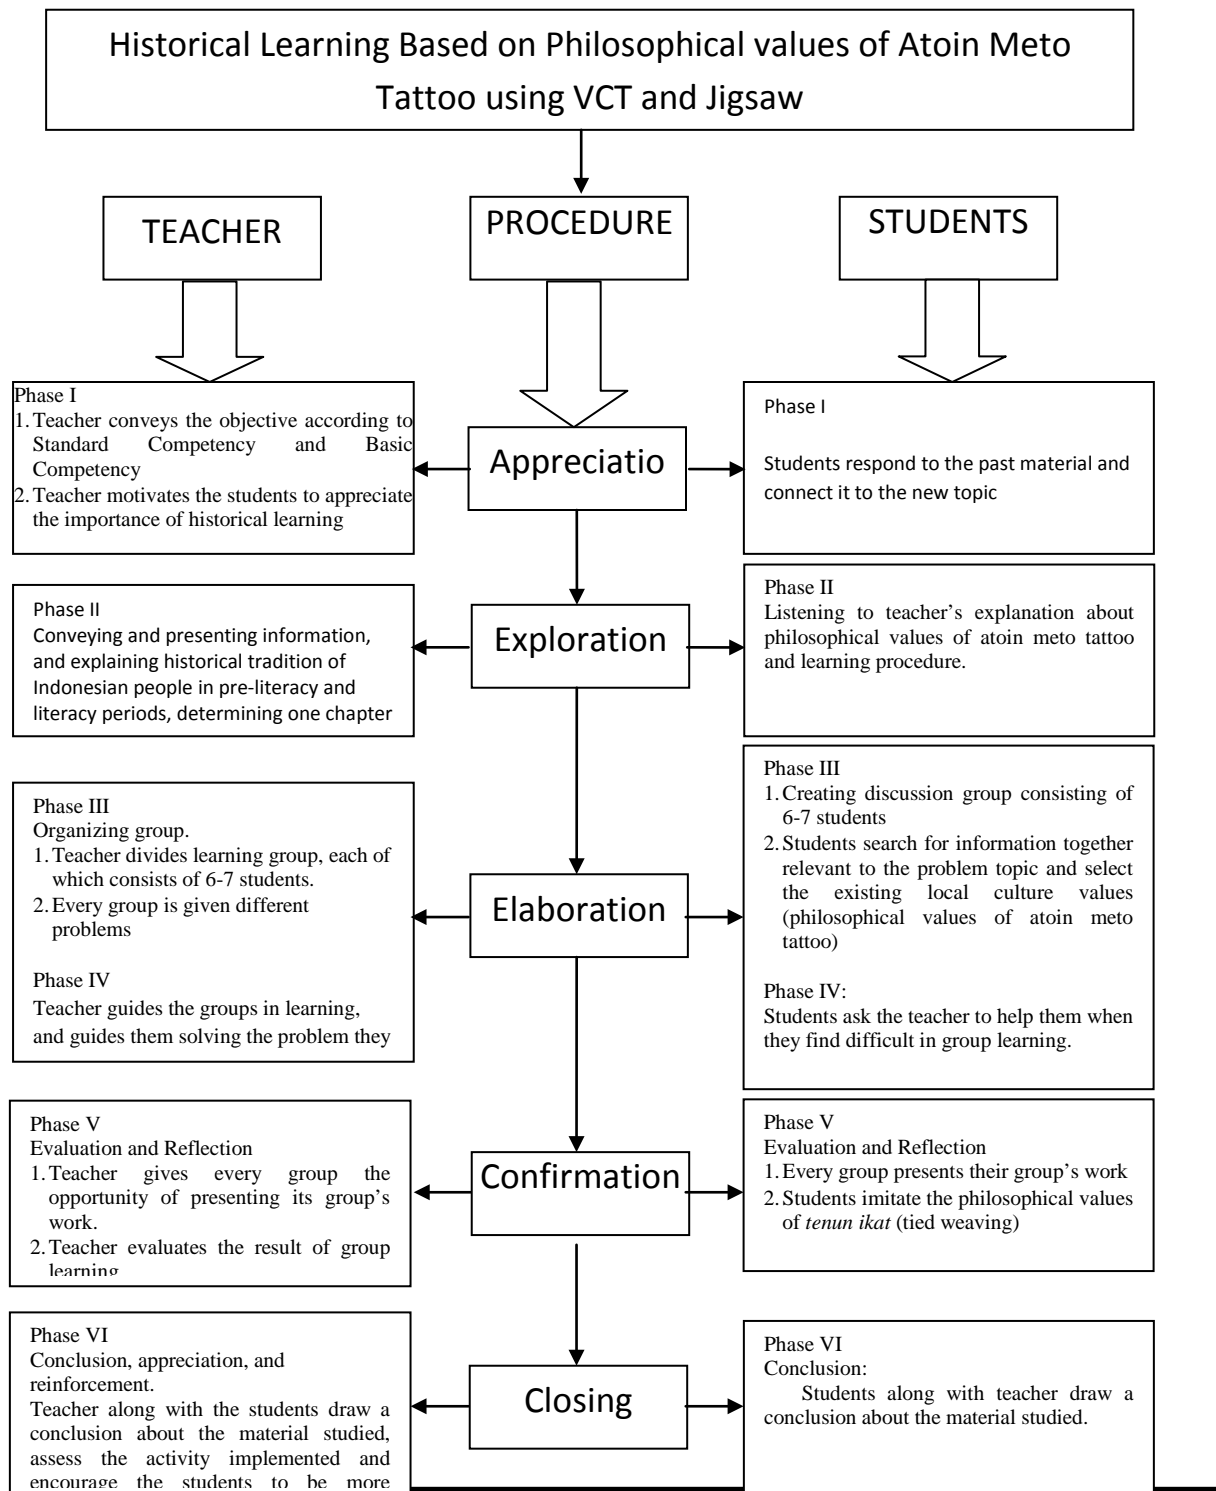 Historical Learning Based on Philosophical values of Atoin Meto
Tattoo using VCT and Jigsaw
TEACHER
PROCEDURE
STUDENTS
Phase I
1. Teacher conveys the objective according to
Standard Competency and Basic
Competency
2. Teacher motivates the students to appreciate
the importance of historical learning
Appreciatio
Phase I
Students respond to the past material and
connect it to the new topic
Phase II
Conveying and presenting information,
and explaining historical tradition of
Indonesian people in pre-literacy and
literacy periods, determining one chapter
Exploration
Phase II
Listening to teacher's explanation about
philosophical values of atoin meto tattoo
and learning procedure.
Phase III
Organizing group.
1. Teacher divides learning group, each of
which consists of 6-7 students.
2. Every group is given different
problems
Phase IV
Teacher guides the groups in learning,
and guides them solving the problem they
Elaboration
Phase III
1. Creating discussion group consisting of
6-7 students
2. Students search for information together
relevant to the problem topic and select
the existing local culture values
(philosophical values of atoin meto
tattoo)
Phase IV:
Students ask the teacher to help them when
they find difficult in group learning.
Phase V
Evaluation and Reflection
1. Teacher gives every group the
opportunity of presenting its group's
work.
2. Teacher evaluates the result of group
learning
Confirmation
Phase V
Evaluation and Reflection
1. Every group presents their group's work
2. Students imitate the philosophical values
of tenun ikat (tied weaving)
Phase VI
Conclusion, appreciation, and
reinforcement.
Teacher along with the students draw a
conclusion about the material studied,
assess the activity implemented and
encourage the students to be more
Closing
Phase VI
Conclusion:
Students along with teacher draw a
conclusion about the material studied.